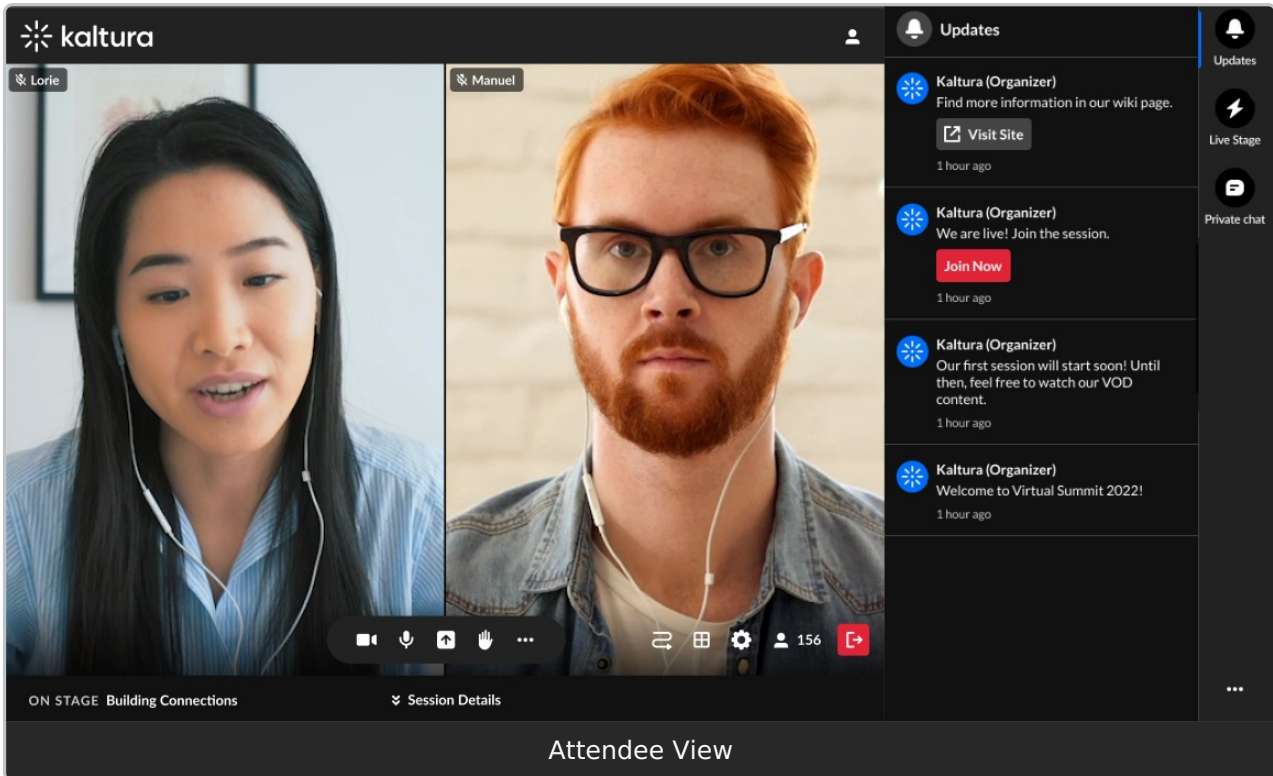 kaltura
Lorie
Manuel
156
ON STAGE Building Connections
Session Details
Updates
Kaltura (Organizer)
Find more information in our wiki page.
Visit Site
1 hour ago
Kaltura (Organizer)
We are live! Join the session.
Join Now
1 hour ago
Kaltura (Organizer)
Our first session will start soon! Until
then, feel free to watch our VOD
content.
1 hour ago
Kaltura (Organizer)
Welcome to Virtual Summit 2022!
1 hour ago
Updates
Live Stage
Private chat
Attendee View